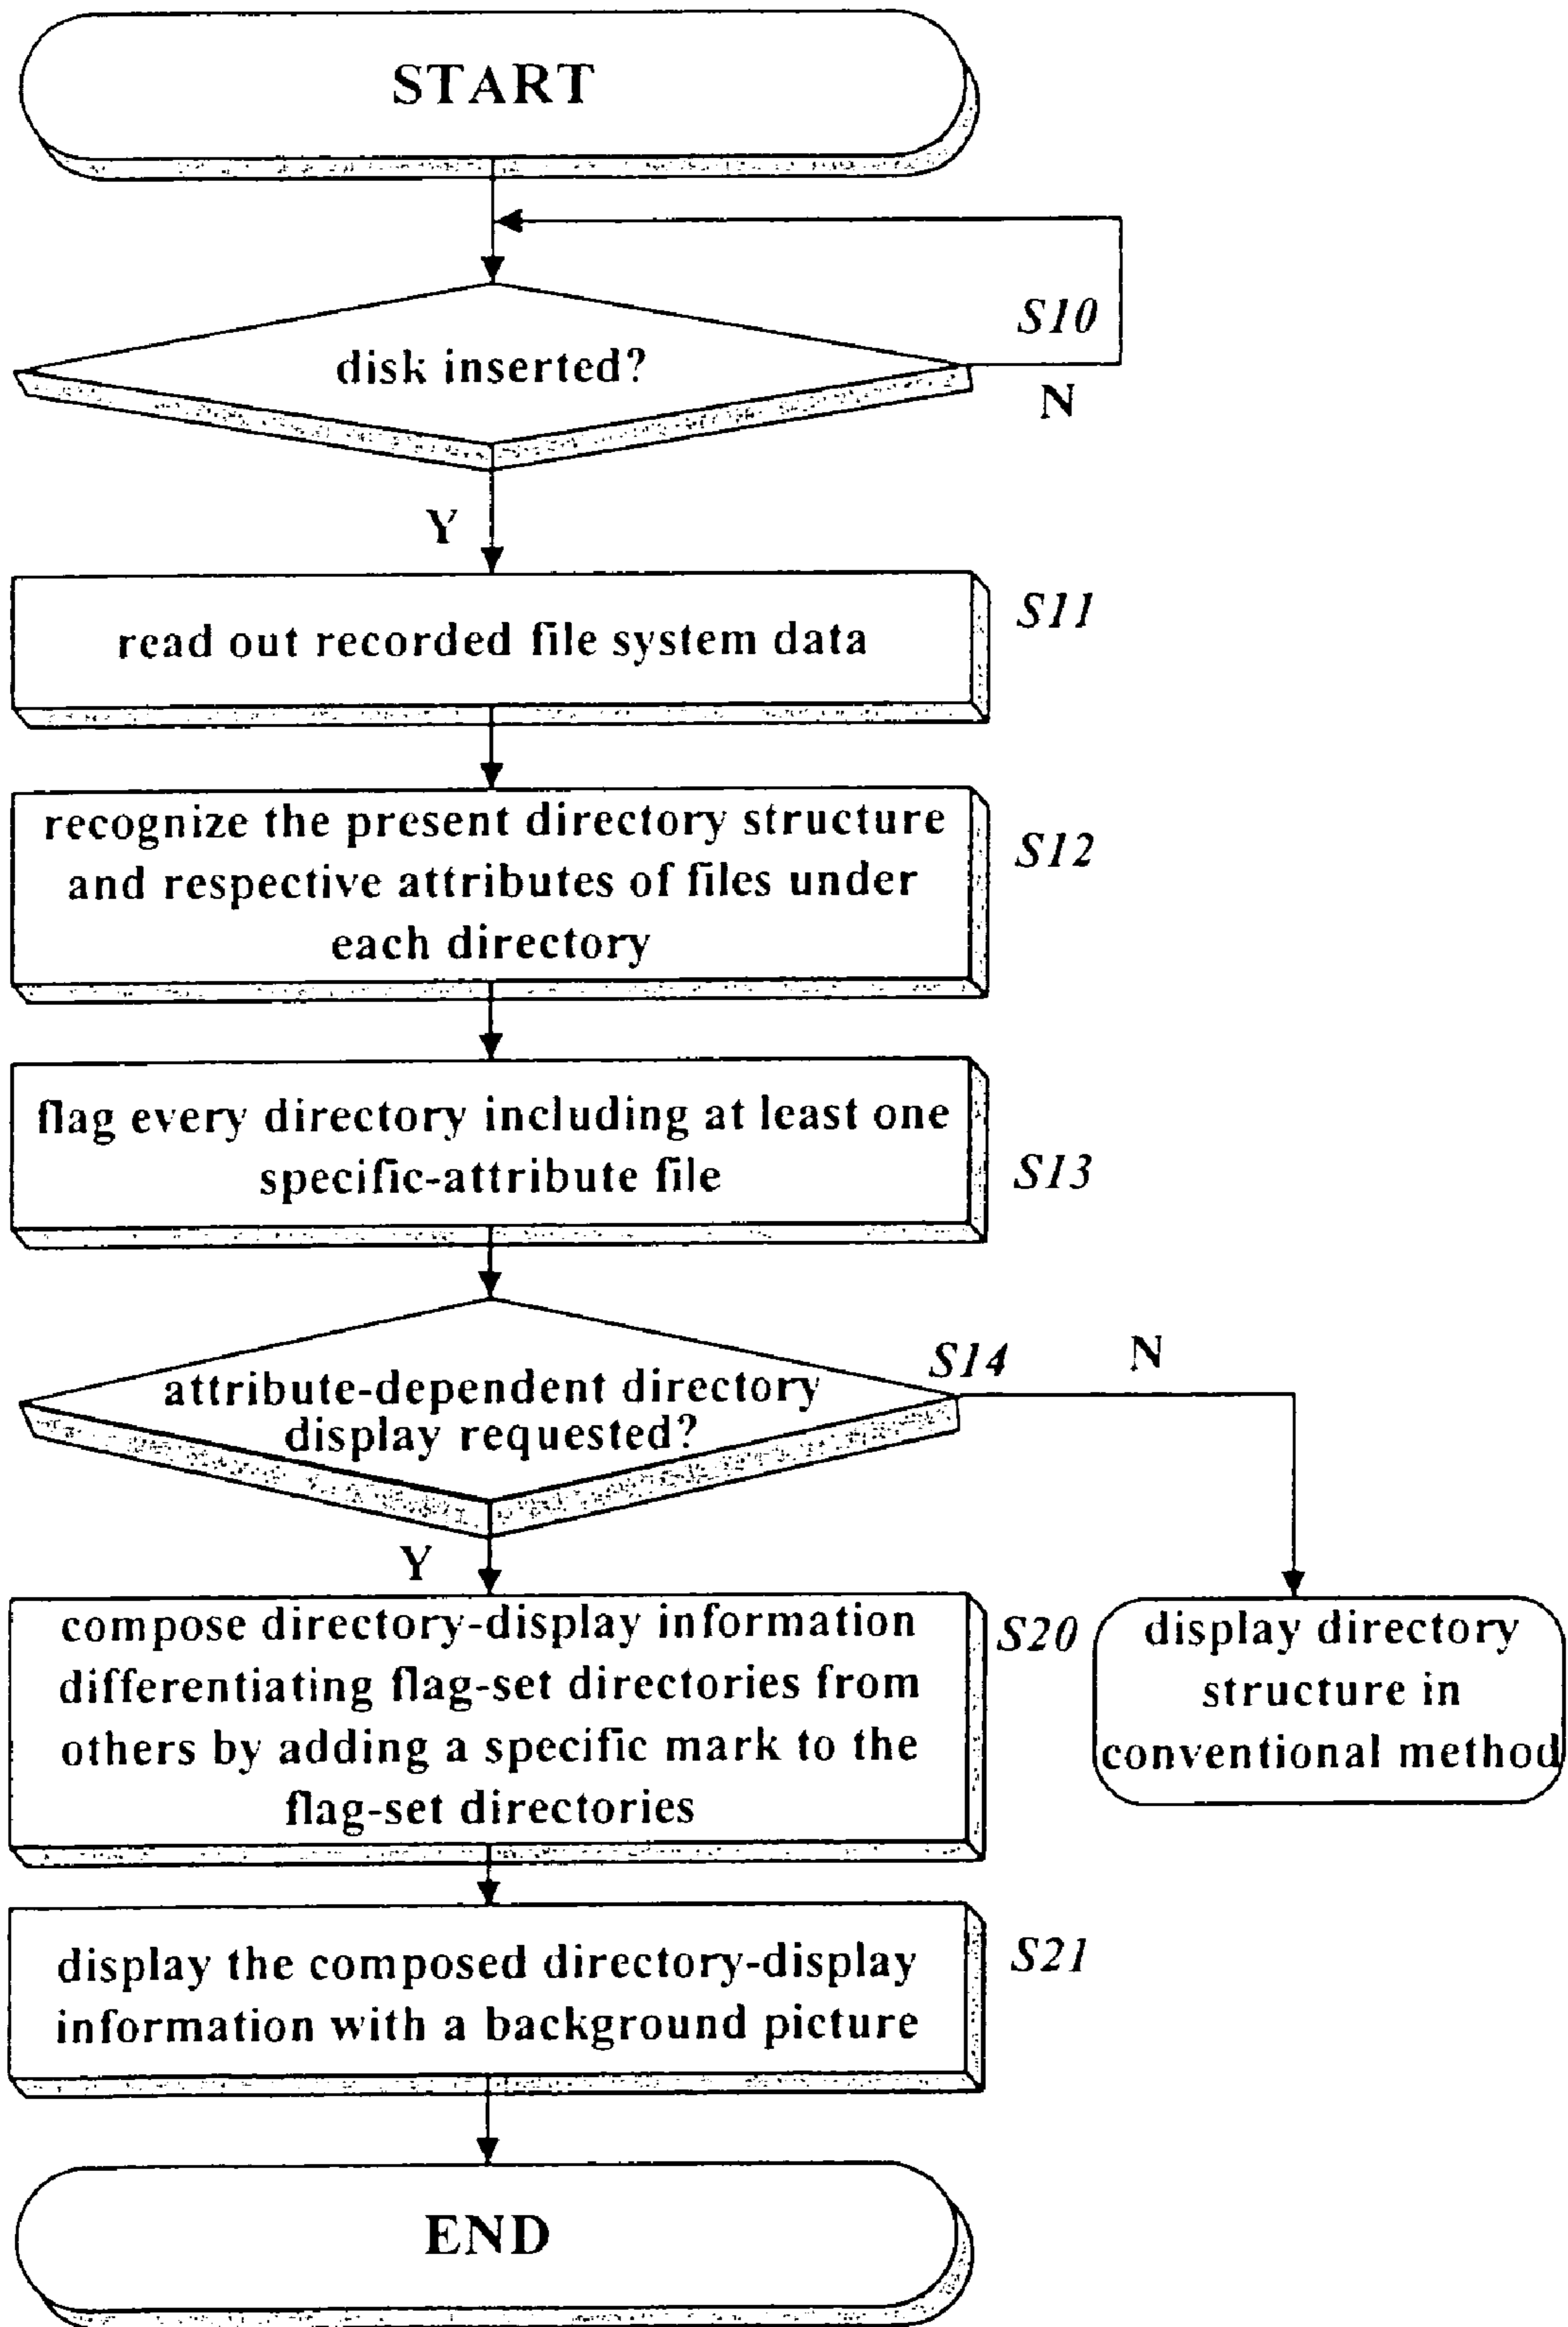 START
disk inserted?
S10
N
Y
read out recorded file system data
S11
recognize the present directory structure
and respective attributes of files under
each directory
S12
flag every directory including at least one
specific-attribute file
S13
attribute-dependent directory
display requested?
S14
N
Y
compose directory-display information
differentiating flag-set directories from
others by adding a specific mark to the
flag-set directories
S20
display directory
structure in
conventional method
display the composed directory-display
information with a background picture
S21
END